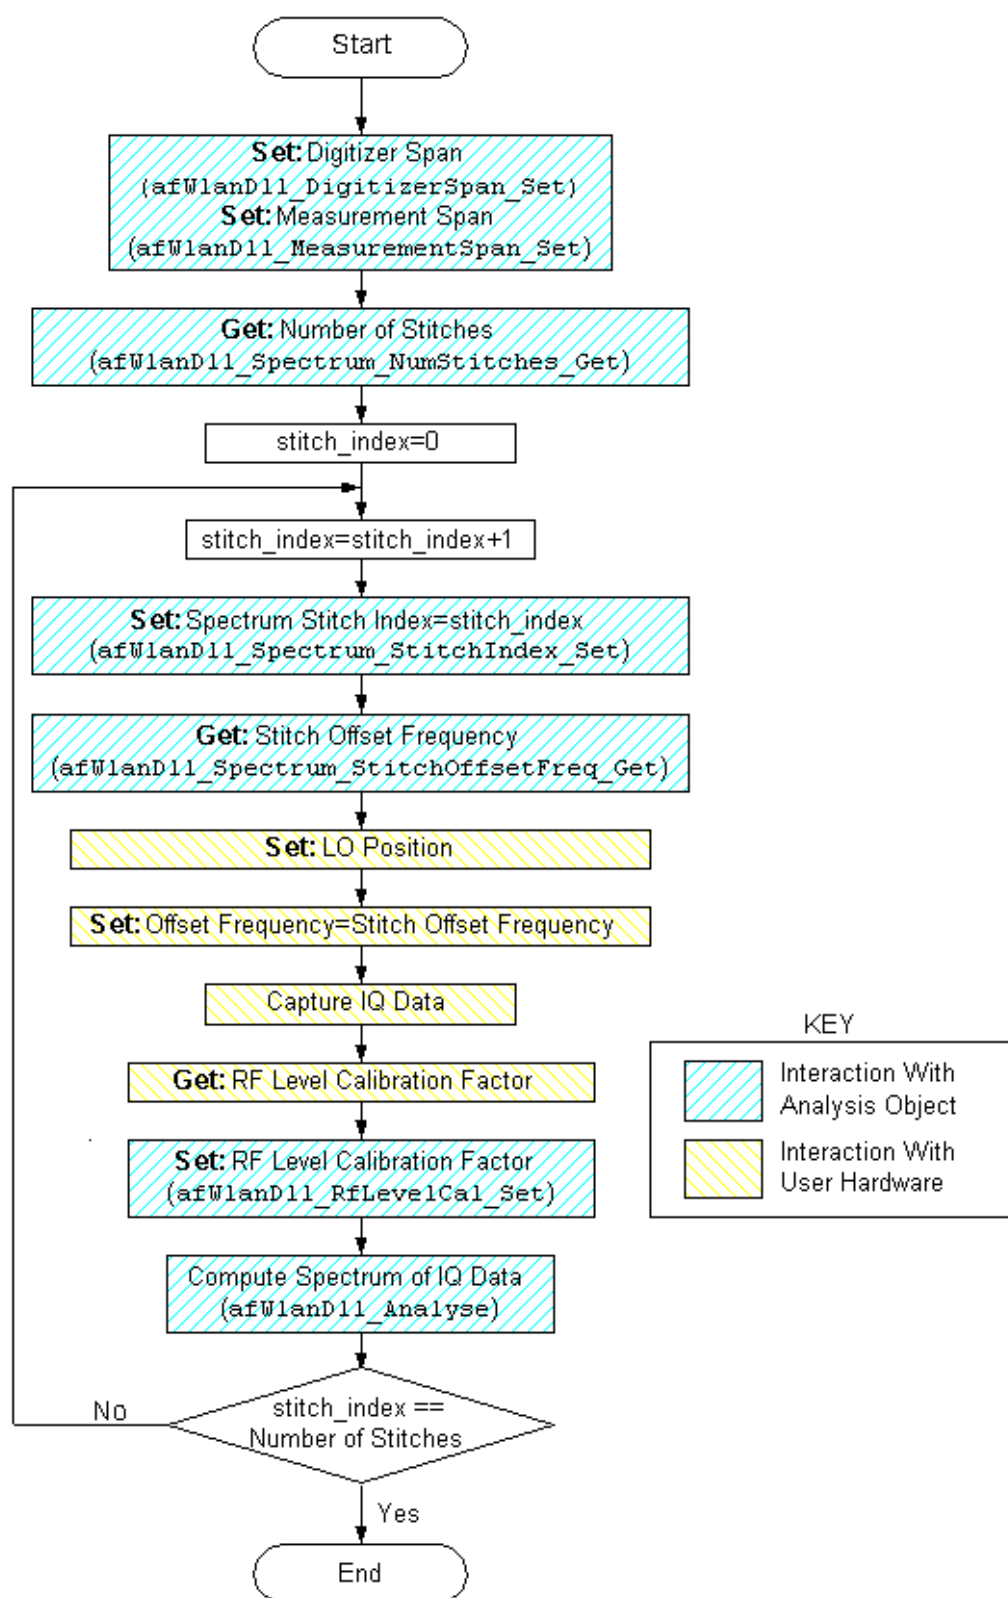 Start
Set: Digitizer Span
(afWlanDll_DigitizerSpan_Set)
Set: Measurement Span
(afWlanDll_MeasurementSpan_Set)
Get: Number of Stitches
(afWlanDll_Spectrum_NumStitches_Get)
stitch_index=0
stitch_index=stitch_index+1
Set: Spectrum Stitch Index=stitch_index
(afWlanDll_Spectrum_StitchIndex_Set)
Get: Stitch Offset Frequency
(afWlanDll_Spectrum_StitchOffsetFreq_Get)
Set: LO Position
Set: Offset Frequency=Stitch Offset Frequency
Capture IQ Data
Get: RF Level Calibration Factor
Set: RF Level Calibration Factor
(afWlanDll_RfLevelCal_Set)
Compute Spectrum of IQ Data
(afWlanDll_Analyse)
stitch_index ==
Number of Stitches
No
Yes
End
KEY
Interaction With
Analysis Object
Interaction With
User Hardware